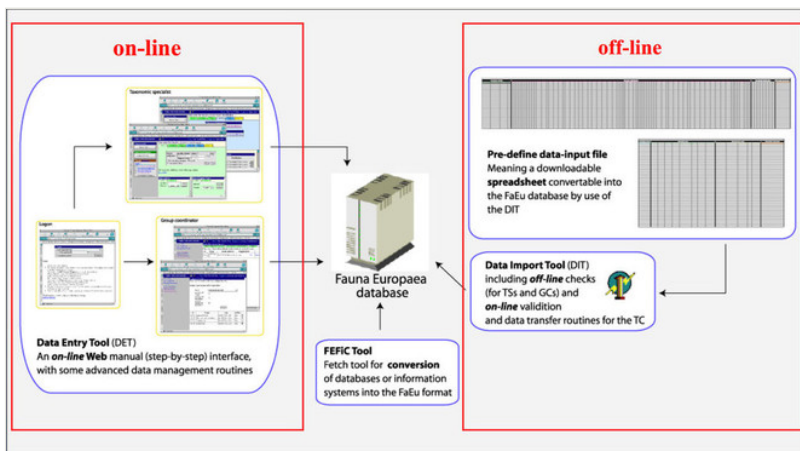 on-line
off-line
Taxonomic specialist
Logon
Group coordinator
Data Entry Tool (DET)
An on-line Web manual (step-by-step) interface,
with some advanced data management routines
Fauna Europaea
database
FEFiC Tool
Fetch tool for conversion
of databases or information
systems into the FaEu format
Pre-define data-input file
Meaning a downloadable
spreadsheet convertable into
the FaEu database by use of
the DIT
Data Import Tool (DIT)
including off-line checks
(for TSs and GCs) and
on-line validition
and data transfer routines for the TC